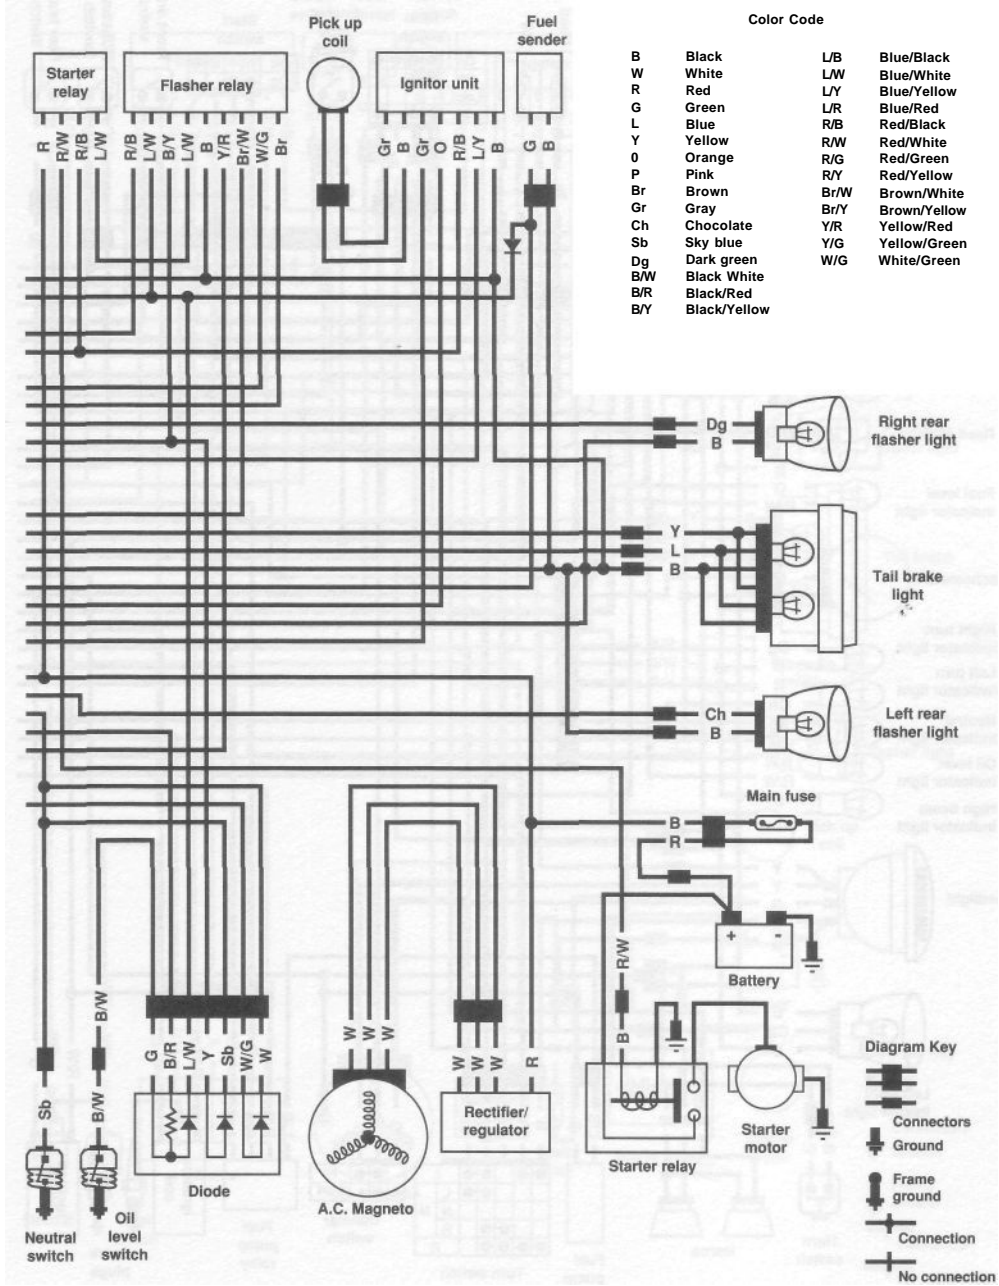 Color Code
B Black
W White
R Red
G Green
L Blue
Y Yellow
0 Orange
P Pink
Br Brown
Gr Gray
Ch Chocolate
Sb Sky blue
Dg Dark green
B/W Black White
B/R Black/Red
B/Y Black/Yellow
L/B Blue/Black
L/W Blue/White
L/Y Blue/Yellow
L/R Blue/Red
R/B Red/Black
R/W Red/White
R/G Red/Green
R/Y Red/Yellow
Br/W Brown/White
Br/Y Brown/Yellow
Y/R Yellow/Red
Y/G Yellow/Green
W/G White/Green
Starter
relay
R R/W R/B L/W
Flasher relay
R/B L/W B/Y L/W B Y/R Br/W W/G Br
Pick up
coil
Ignitor unit
Gr B Gr O R/B L/Y B
Fuel
sender
G B
Dg
B
Right rear
flasher light
Y
L
B
Tail brake
light
Ch
B
Left rear
flasher light
Main fuse
B
R
+ -
Battery
R/W
B
Starter relay
Starter
motor
B/W
Sb
B/W
Neutral
switch
Oil
level
switch
G B/R L/W Y Sb W/G W
Diode
W W W
A.C. Magneto
W W W R
Rectifier/
regulator
Diagram Key
Connectors
Ground
Frame
ground
Connection
No connection